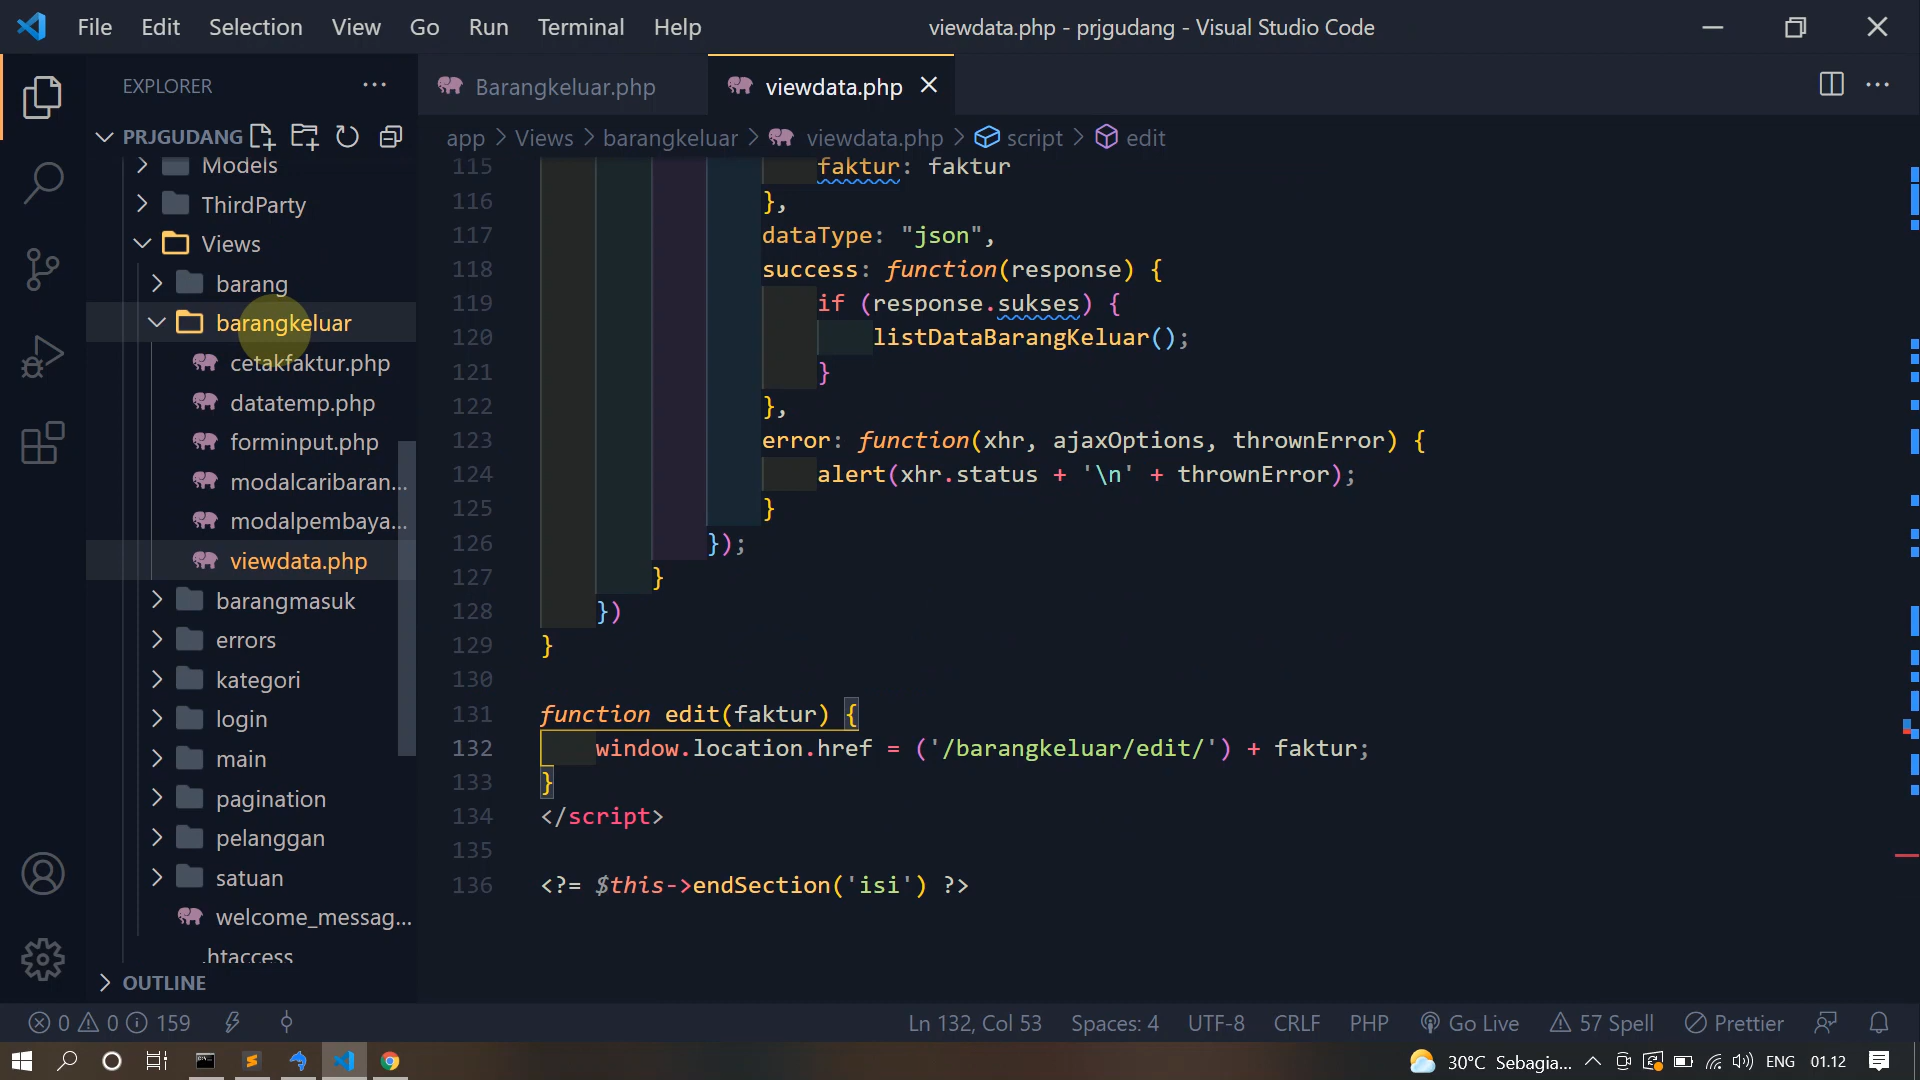 File Edit Selection View Go Run Terminal Help
viewdata.php - prjgudang - Visual Studio Code
EXPLORER
Barangkeluar.php
viewdata.php
PRJGUDANG
app > Views > barangkeluar > viewdata.php > script > edit
Models
ThirdParty
Views
barang
barangkeluar
cetakfaktur.php
datatemp.php
forminput.php
modalcaribaran...
modalpembaya...
viewdata.php
barangmasuk
errors
kategori
login
main
pagination
pelanggan
satuan
welcome_messag...
.htaccess
OUTLINE
115 faktur: faktur
116 },
117 dataType: "json",
118 success: function(response) {
119 if (response.sukses) {
120 listDataBarangKeluar();
121 }
122 },
123 error: function(xhr, ajaxOptions, thrownError) {
124 alert(xhr.status + '\n' + thrownError);
125 }
126 });
127 }
128 })
129 }
130
131 function edit(faktur) {
132 window.location.href = ('/barangkeluar/edit/') + faktur;
133 }
134 </script>
135
136 <?= $this->endSection('isi') ?>
0 0 159
Ln 132, Col 53 Spaces: 4 UTF-8 CRLF PHP Go Live 57 Spell Prettier
30°C Sebagia... ENG 01.12